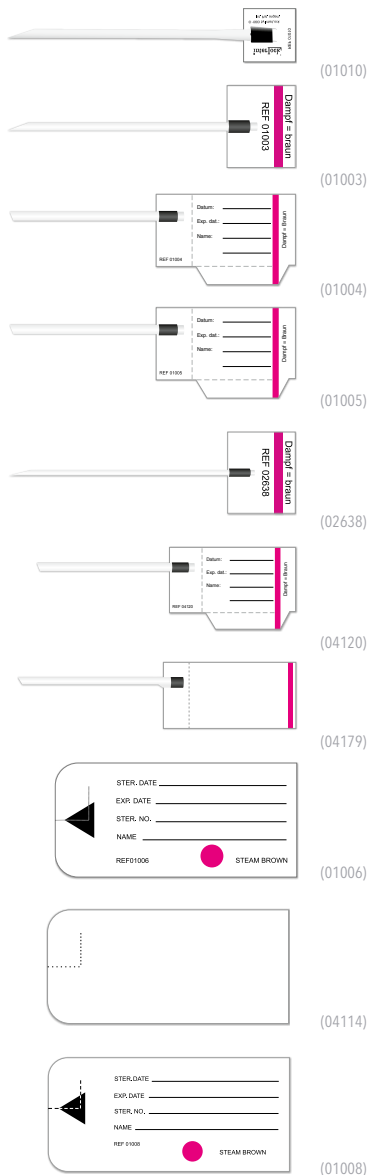 (01010)
Dampf = braun
REF 01003
(01003)
Datum:
Exp. dat.:
Name:
REF 01004
Dampf = Braun
(01004)
Datum:
Exp. dat.:
Name:
REF 01005
Dampf = Braun
(01005)
Dampf = braun
REF 02638
(02638)
Datum:
Exp. dat.:
Name:
REF 04120
Dampf = Braun
(04120)
(04179)
STER. DATE
EXP. DATE
STER. NO.
NAME
REF01006
STEAM BROWN
(01006)
(04114)
STER.DATE
EXP. DATE
STER. NO.
NAME
REF 01008
STEAM BROWN
(01008)